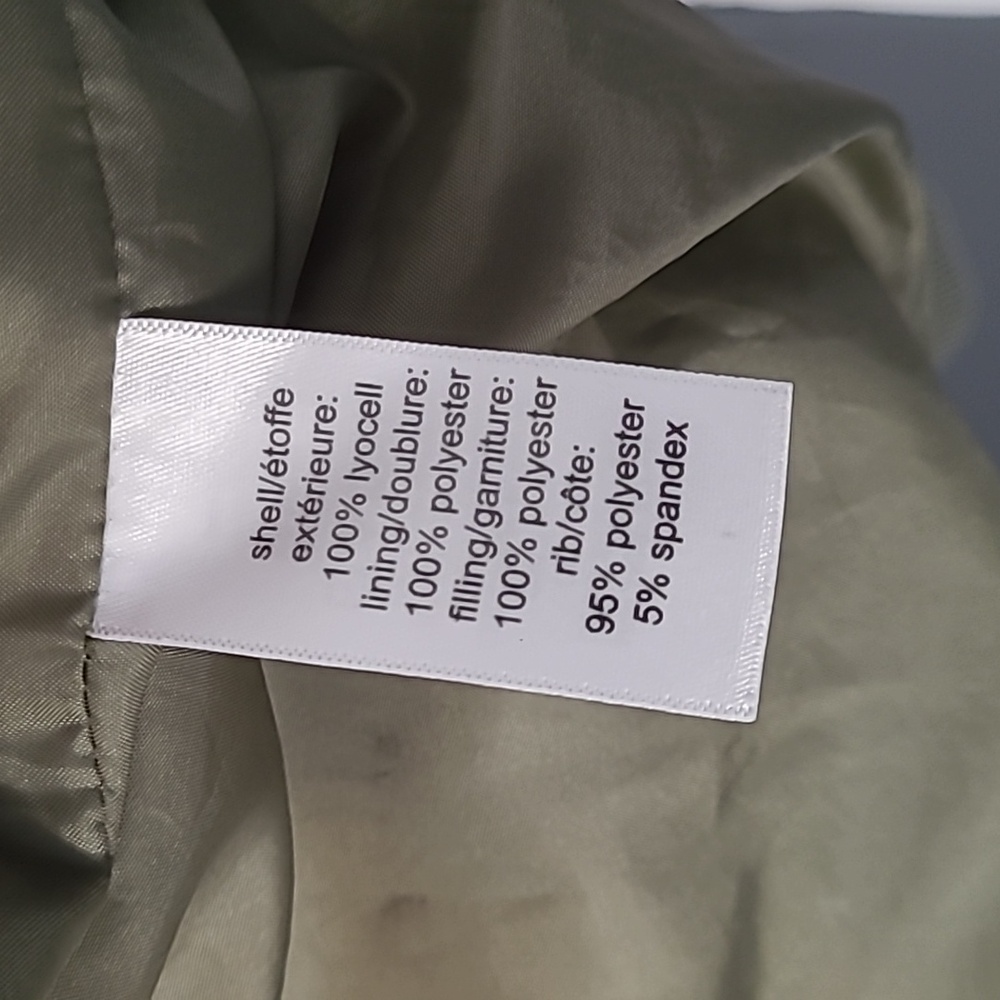 shell/étoffe
extérieure:
100% lyocell
lining/doublure:
100% polyester
filling/garniture:
100% polyester
rib/côte:
95% polyester
5% spandex